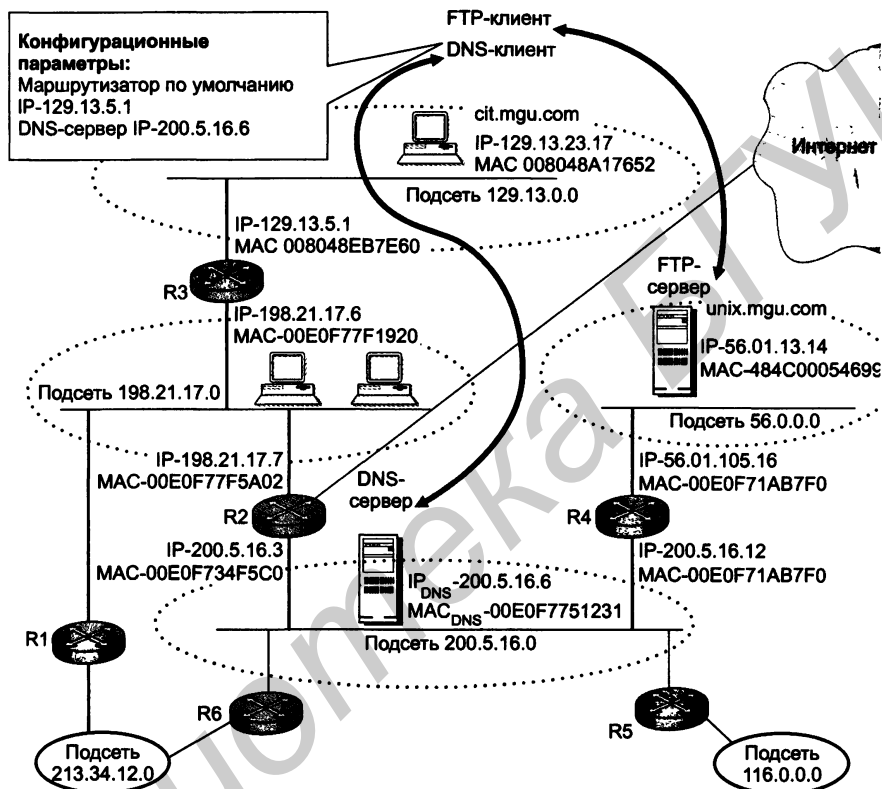 FTP-клиент
DNS-клиент
Конфигурационные
параметры:
Маршрутизатор по умолчанию
IP-129.13.5.1
DNS-сервер IP-200.5.16.6
cit.mgu.com
IP-129.13.23.17
MAC 008048A17652
Подсеть 129.13.0.0
Интернет
IP-129.13.5.1
MAC 008048EB7E60
R3
IP-198.21.17.6
MAC-00E0F77F1920
FTP-
сервер
unix.mgu.com
IP-56.01.13.14
MAC-484C00054699
Подсеть 198.21.17.0
Подсеть 56.0.0.0
IP-198.21.17.7
MAC-00E0F77F5A02
R2
DNS-
сервер
IP-56.01.105.16
MAC-00E0F71AB7F0
R4
IP-200.5.16.3
MAC-00E0F734F5C0
IP DNS-200.5.16.6
MAC DNS-00E0F7751231
IP-200.5.16.12
MAC-00E0F71AB7F0
Подсеть 200.5.16.0
R1
R6
R5
Подсеть
213.34.12.0
Подсеть
116.0.0.0